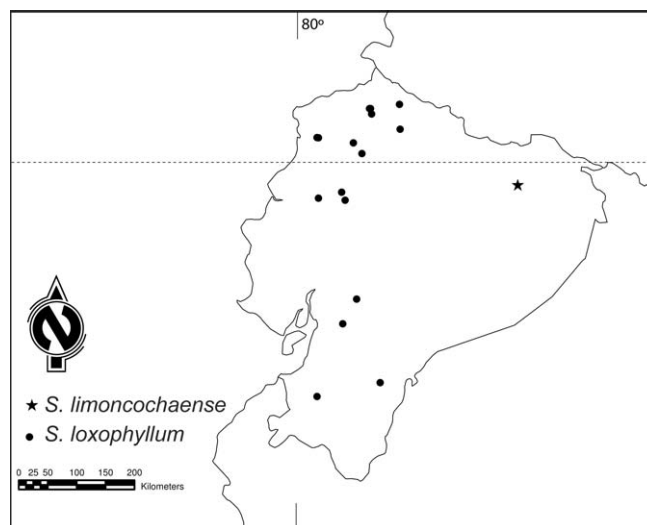 80º
★ S. limoncochaense
● S. loxophyllum
0 25 50 100 150 200
Kilometers